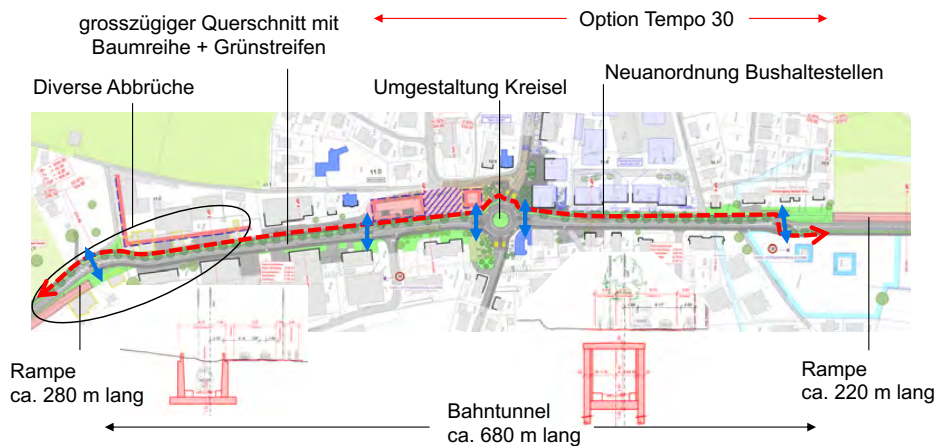 grosszügiger Querschnitt mit
Baumreihe + Grünstreifen
Option Tempo 30
Diverse Abbrüche
Umgestaltung Kreisel
Neuanordnung Bushaltestellen
Rampe
ca. 280 m lang
Rampe
ca. 220 m lang
Bahntunnel
ca. 680 m lang